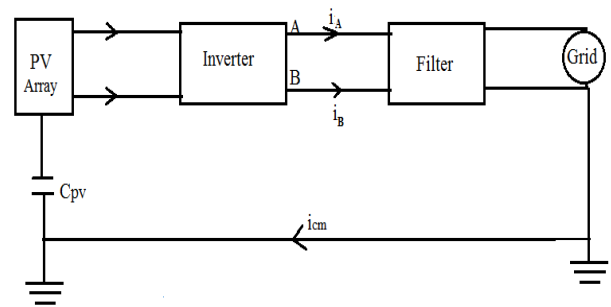 PV
Array
Inverter
A
B
iA
iB
Filter
Grid
Cpv
icm